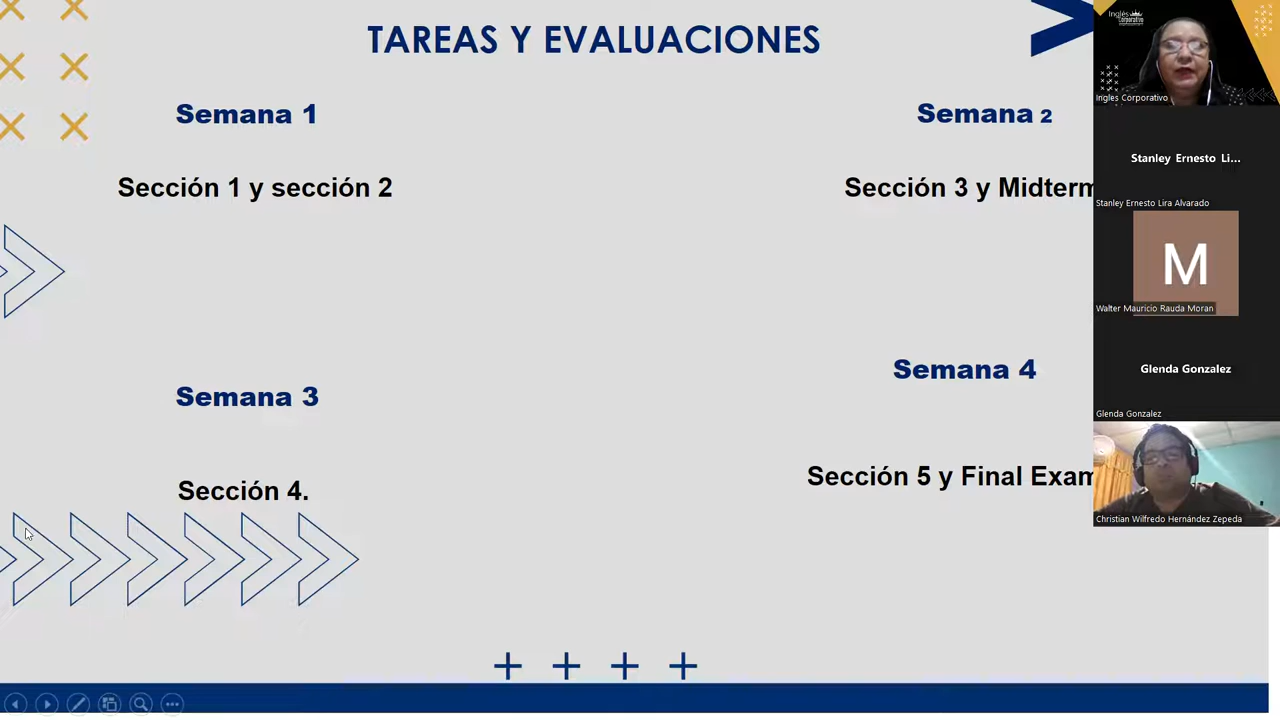 TAREAS Y EVALUACIONES
Semana 1
Semana 2
Sección 1 y sección 2
Sección 3 y Midterm
Semana 3
Semana 4
Sección 4.
Sección 5 y Final Exam
Inglés
Corporativo
Ingles Corporativo
Stanley Ernesto Li...
Stanley Ernesto Lira Alvarado
M
Walter Mauricio Rauda Moran
Glenda Gonzalez
Glenda Gonzalez
Christian Wilfredo Hernández Zepeda